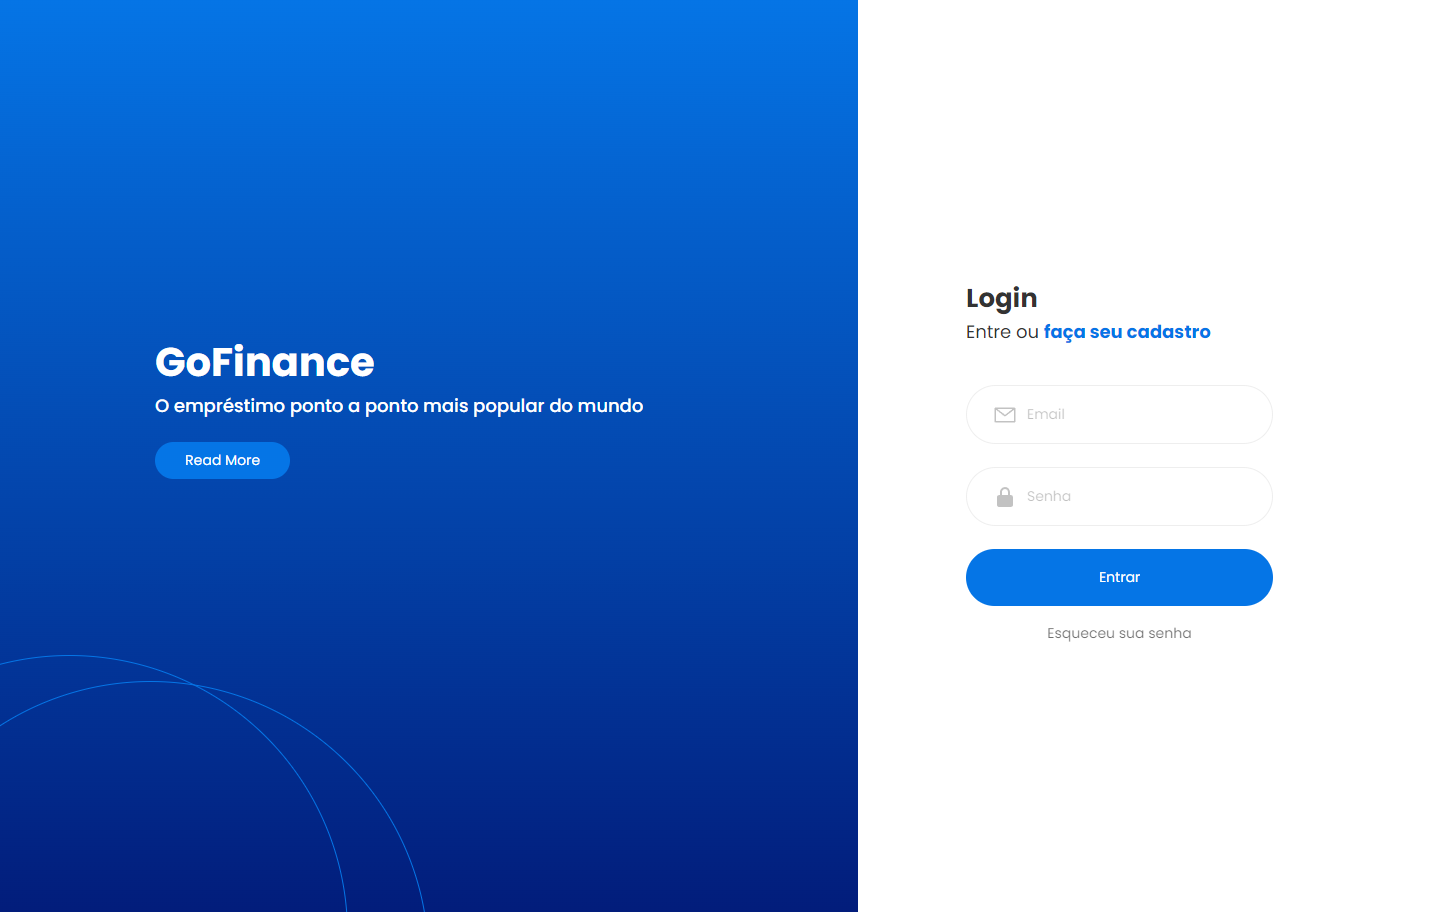 GoFinance
O empréstimo ponto a ponto mais popular do mundo
Read More
Login
Entre ou faça seu cadastro
Email
Senha
Entrar
Esqueceu sua senha